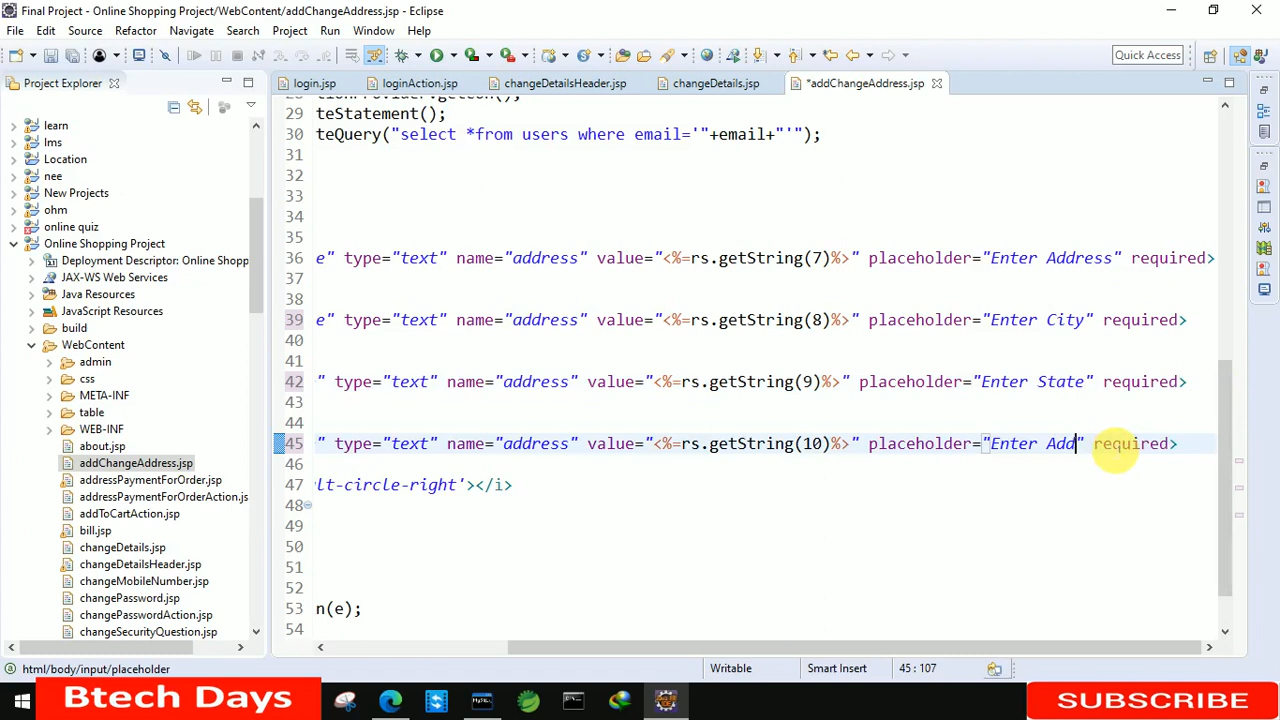 Final Project - Online Shopping Project/WebContent/addChangeAddress.jsp - Eclipse
File Edit Source Refactor Navigate Search Project Run Window Help
Quick Access
Project Explorer
login.jsp loginAction.jsp changeDetailsHeader.jsp changeDetails.jsp *addChangeAddress.jsp
learn
lms
Location
nee
New Projects
ohm
online quiz
Online Shopping Project
Deployment Descriptor: Online Shopp
JAX-WS Web Services
Java Resources
JavaScript Resources
build
WebContent
admin
css
META-INF
table
WEB-INF
about.jsp
addChangeAddress.jsp
addressPaymentForOrder.jsp
addressPaymentForOrderAction.js
addToCartAction.jsp
bill.jsp
changeDetails.jsp
changeDetailsHeader.jsp
changeMobileNumber.jsp
changePassword.jsp
changePasswordAction.jsp
changeSecurityQuestion.jsp
29 teStatement();
30 teQuery("select *from users where email='"+email+"'");
31
32
33
34
35
36 e" type="text" name="address" value="<%=rs.getString(7)%>" placeholder="Enter Address" required>
37
38
39 e" type="text" name="address" value="<%=rs.getString(8)%>" placeholder="Enter City" required>
40
41
42 " type="text" name="address" value="<%=rs.getString(9)%>" placeholder="Enter State" required>
43
44
45 " type="text" name="address" value="<%=rs.getString(10)%>" placeholder="Enter Add" required>
46
47 lt-circle-right'></i>
48
49
50
51
52
53 n(e);
54
html/body/input/placeholder Writable Smart Insert 45 : 107
Btech Days
SUBSCRIBE